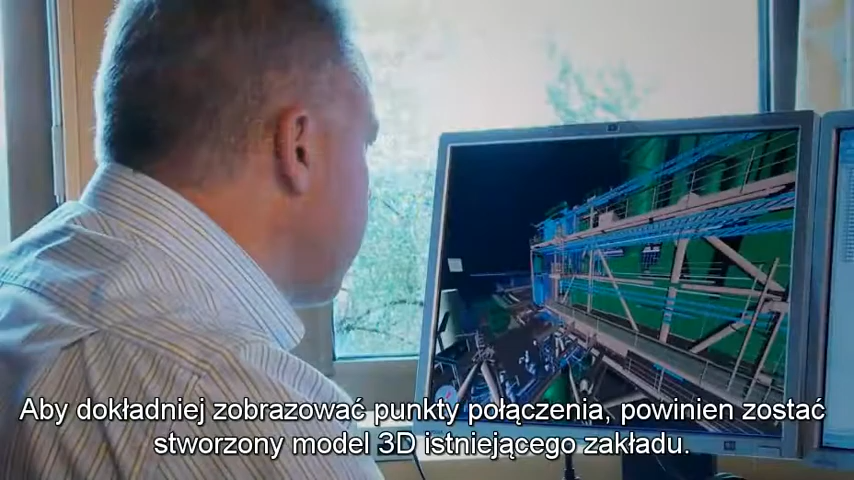 Aby dokładniej zobrazować punkty połączenia, powinien zostać
stworzony model 3D istniejącego zakładu.